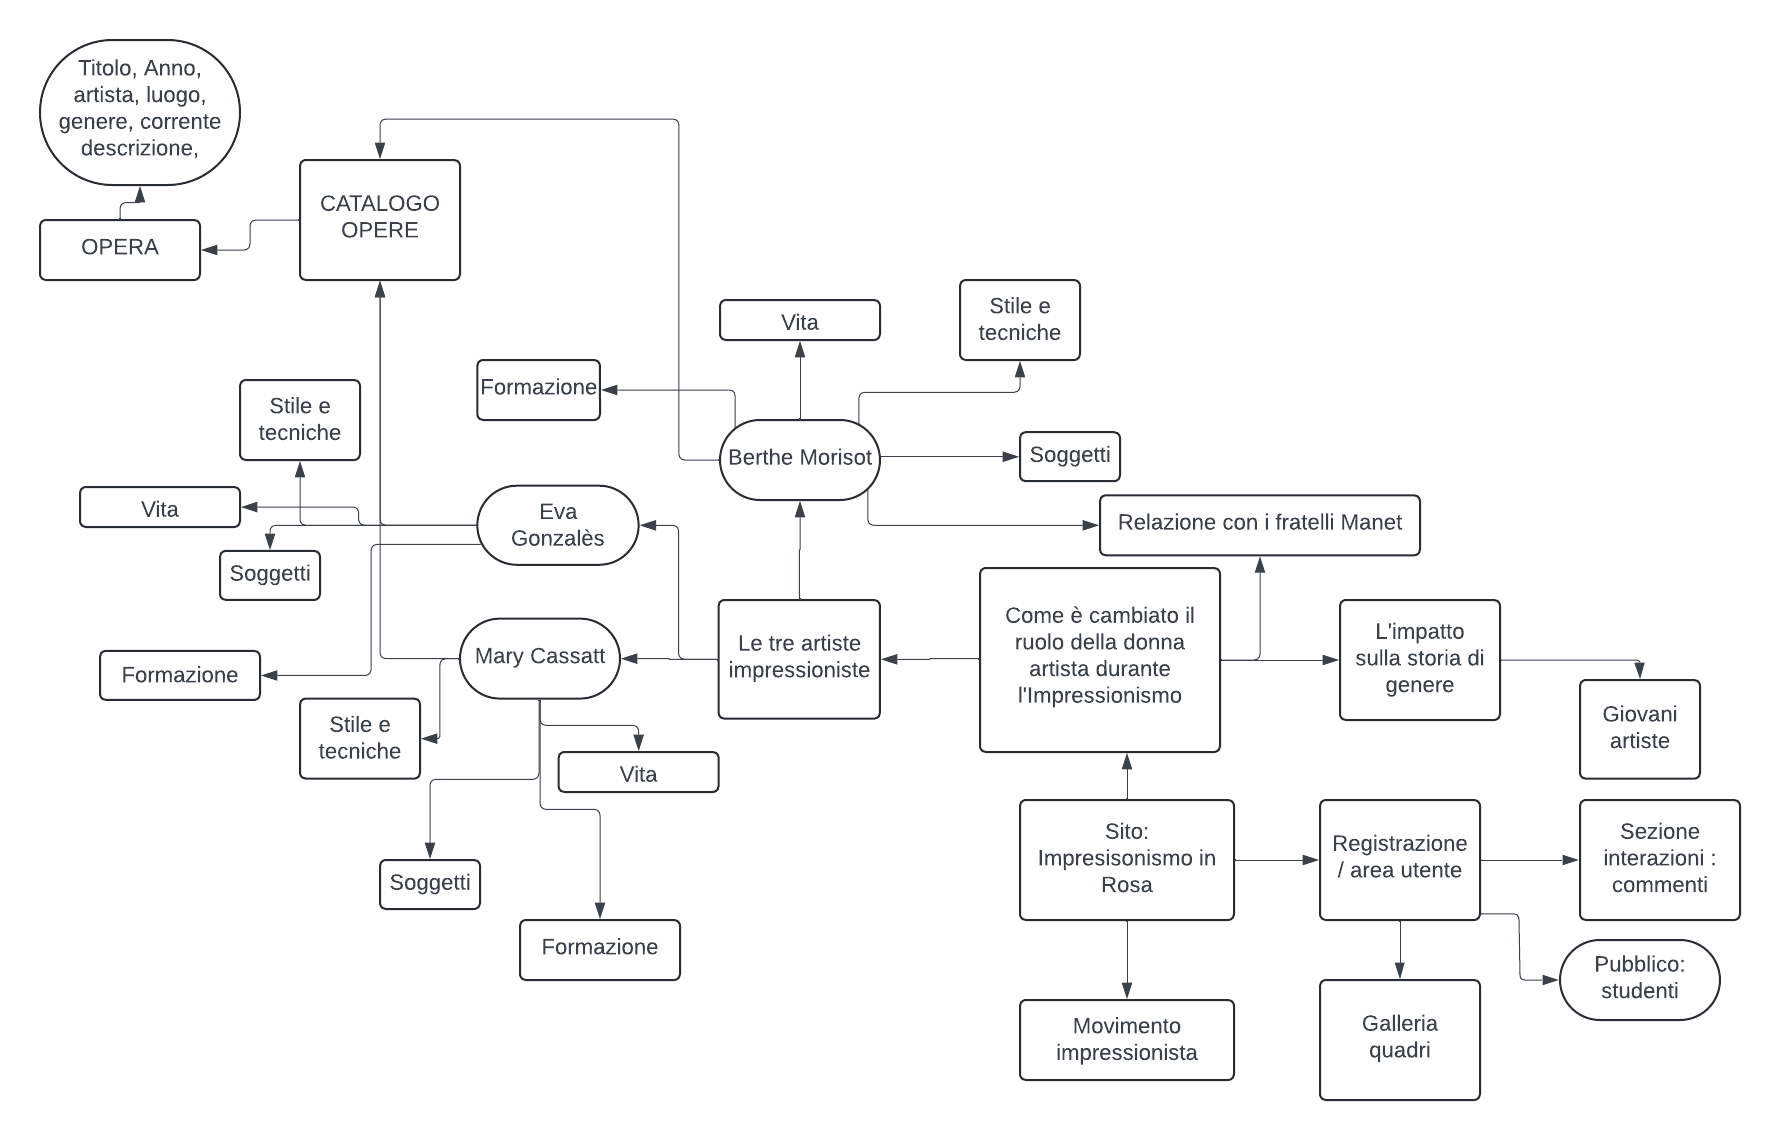 Titolo, Anno,
artista, luogo,
genere, corrente
descrizione,
OPERA
CATALOGO
OPERE
Vita
Stile e
tecniche
Formazione
Berthe Morisot
Soggetti
Relazione con i fratelli Manet
Stile e
tecniche
Vita
Soggetti
Formazione
Eva
Gonzalès
Mary Cassatt
Stile e
tecniche
Vita
Soggetti
Formazione
Le tre artiste
impressioniste
Come è cambiato il
ruolo della donna
artista durante
l'Impressionismo
L'impatto
sulla storia di
genere
Giovani
artiste
Sito:
Impresisonismo in
Rosa
Registrazione
/ area utente
Sezione
interazioni :
commenti
Pubblico:
studenti
Movimento
impressionista
Galleria
quadri